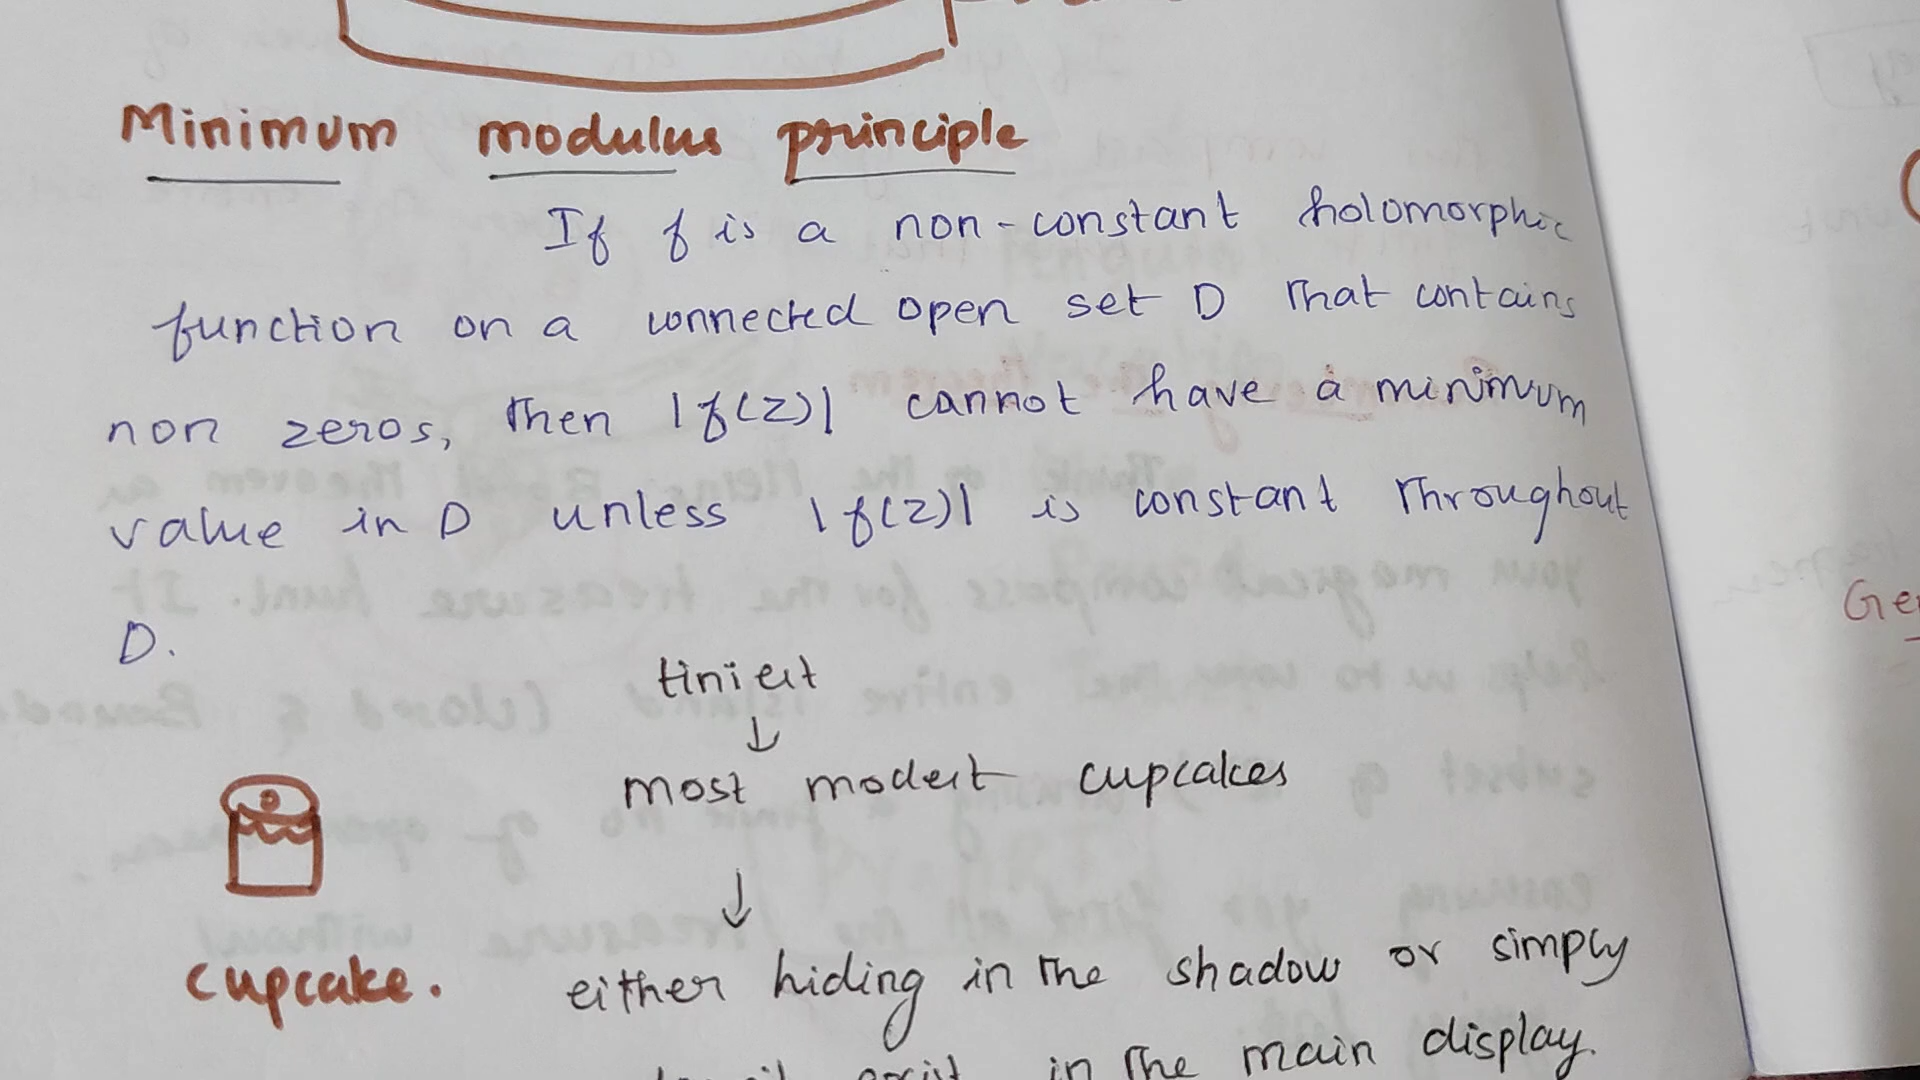 Minimum modulus principle
If f is a non-constant holomorphic
function on a connected open set D that contains
non zeros, then |f(z)| cannot have a minimum
value in D unless |f(z)| is constant throughout
D.
tiniest
↓
most modest cupcakes
↓
cupcake.
either hiding in the shadow or simply
exist in the main display.
Ge